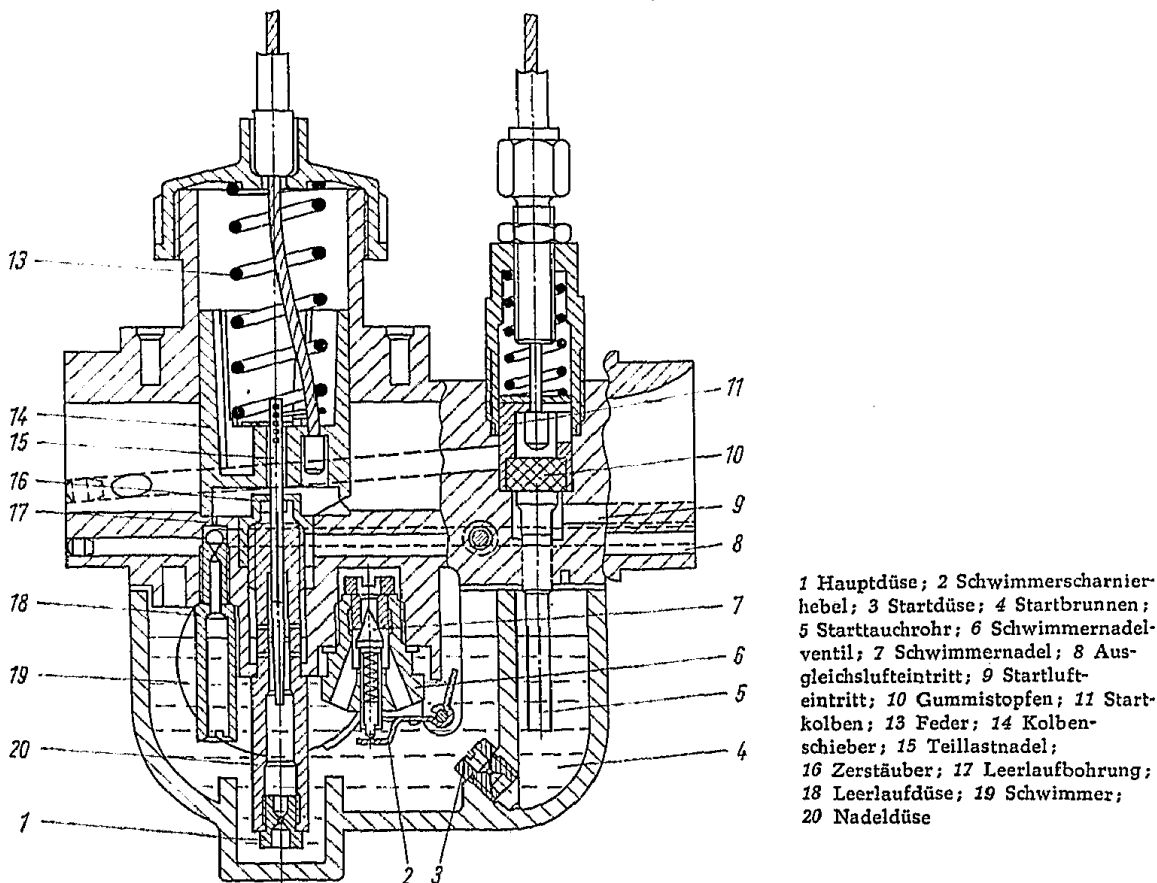 13
14
15
16
17
18
19
20
1
2
3
11
10
9
8
7
6
5
4
1 Hauptdüse; 2 Schwimmerscharnier-
hebel; 3 Startdüse; 4 Startbrunnen;
5 Starttauchrohr; 6 Schwimmernadel-
ventil; 7 Schwimmernadel; 8 Aus-
gleichslufteintritt; 9 Startluft-
eintritt; 10 Gummistopfen; 11 Start-
kolben; 13 Feder; 14 Kolben-
schieber; 15 Teillastnadel;
16 Zerstäuber; 17 Leerlaufbohrung;
18 Leerlaufdüse; 19 Schwimmer;
20 Nadeldüse